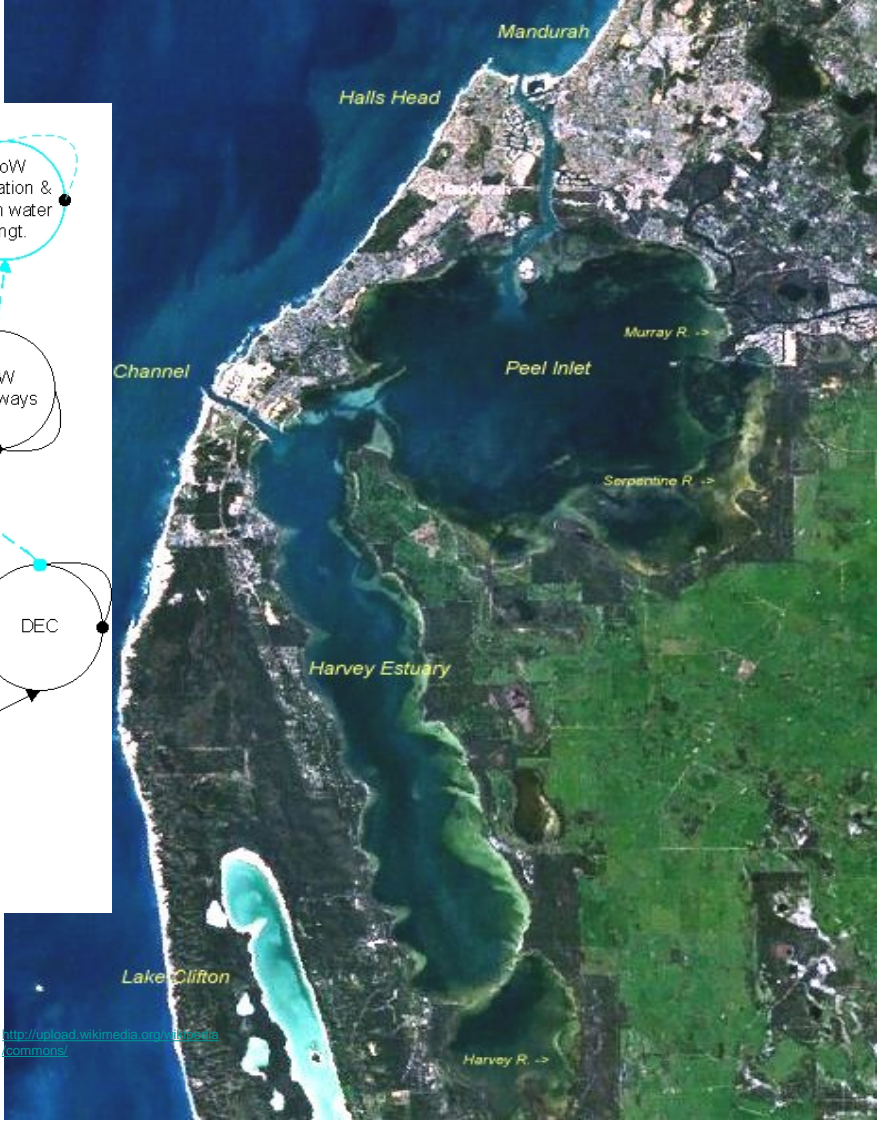 Mandurah
Halls Head
oW
ation &
n water
ngt.
Mandurah
Murray R. ->
W
ways
Channel
Peel Inlet
Serpentine R. ->
DEC
Harvey Estuary
Lake Clifton
http://upload.wikimedia.org/wikipedia
/commons/
Harvey R. ->